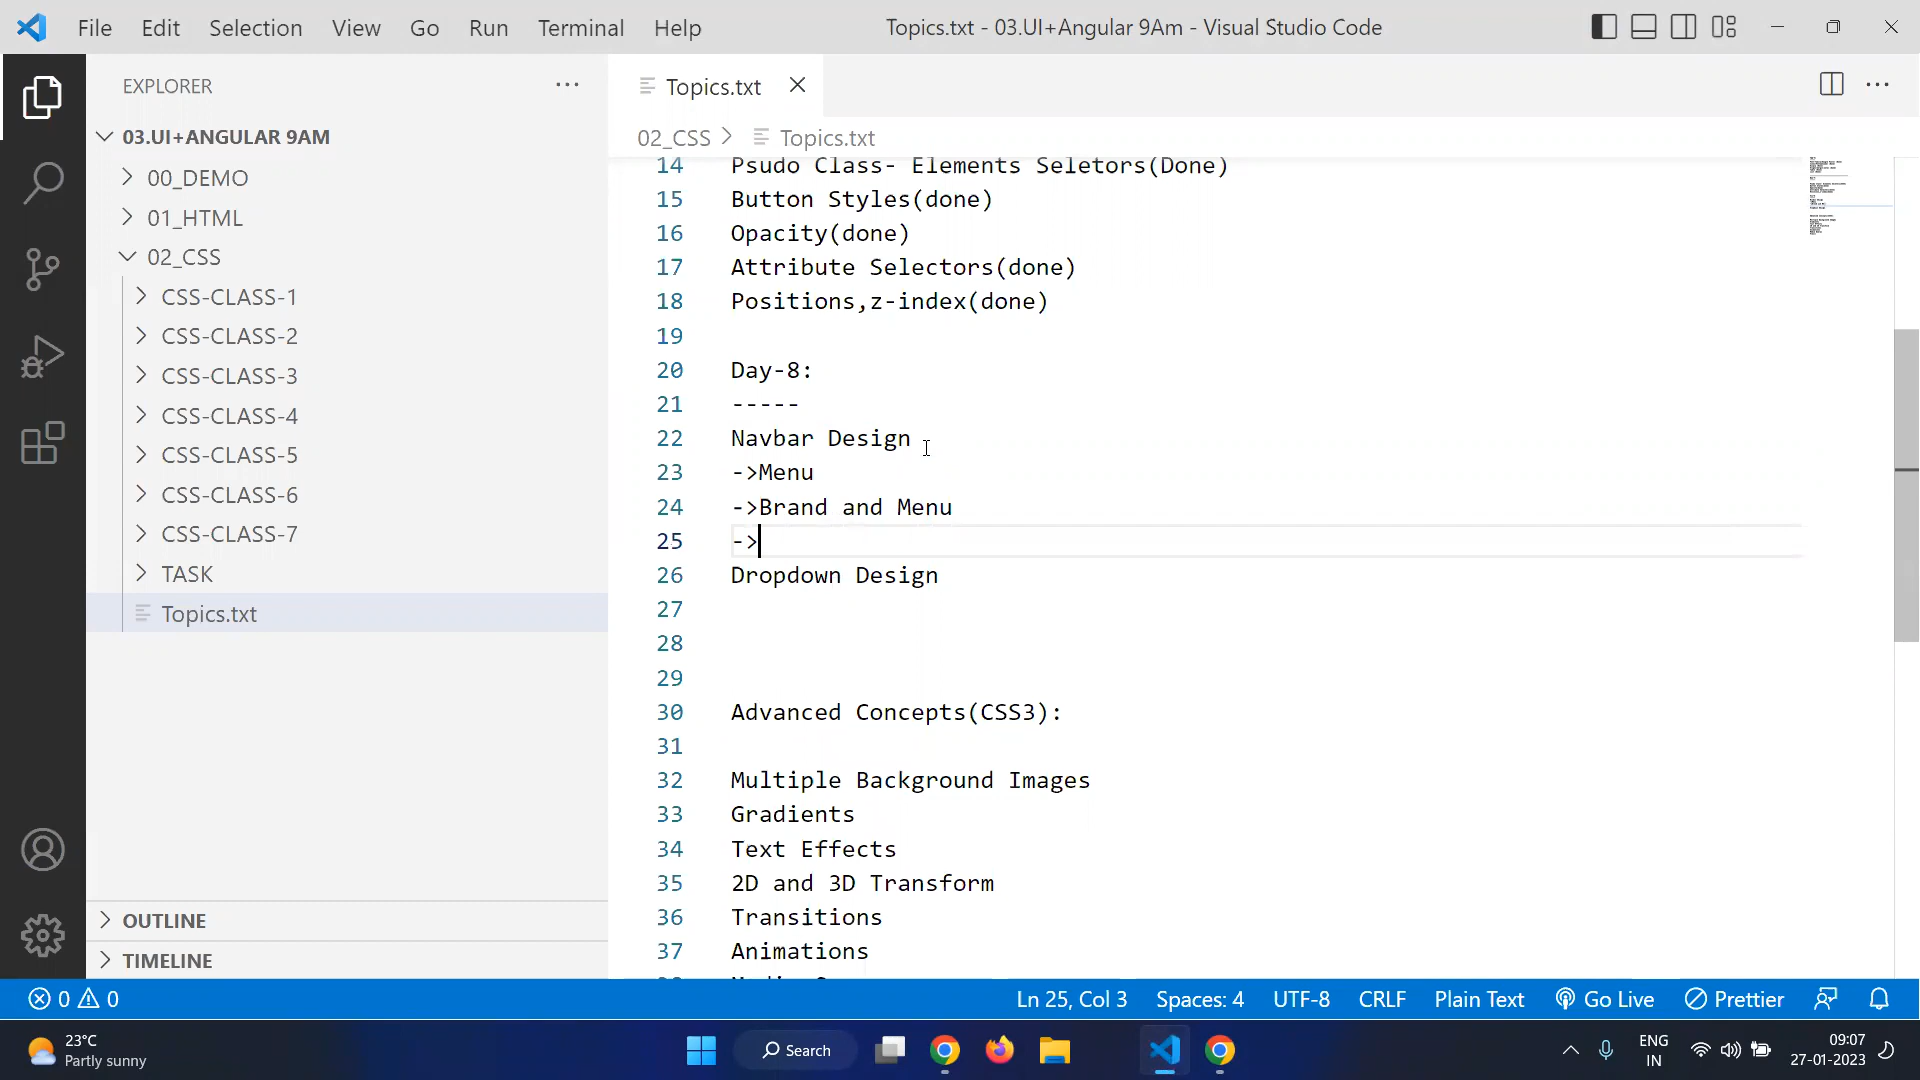 File Edit Selection View Go Run Terminal Help
Topics.txt - 03.UI+Angular 9Am - Visual Studio Code
EXPLORER
03.UI+ANGULAR 9AM
00_DEMO
01_HTML
02_CSS
CSS-CLASS-1
CSS-CLASS-2
CSS-CLASS-3
CSS-CLASS-4
CSS-CLASS-5
CSS-CLASS-6
CSS-CLASS-7
TASK
Topics.txt
OUTLINE
TIMELINE
Topics.txt
02_CSS > Topics.txt
14 Psudo Class- Elements Seletors(Done)
15 Button Styles(done)
16 Opacity(done)
17 Attribute Selectors(done)
18 Positions,z-index(done)
19
20 Day-8:
21 -----
22 Navbar Design
23 ->Menu
24 ->Brand and Menu
25 ->
26 Dropdown Design
27
28
29
30 Advanced Concepts(CSS3):
31
32 Multiple Background Images
33 Gradients
34 Text Effects
35 2D and 3D Transform
36 Transitions
37 Animations
0 0
Ln 25, Col 3 Spaces: 4 UTF-8 CRLF Plain Text Go Live Prettier
23°C
Partly sunny
Search
ENG
IN
09:07
27-01-2023